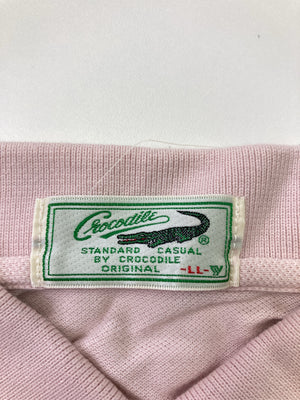 Crocodile
®
STANDARD CASUAL
BY CROCODILE
ORIGINAL -LL-W